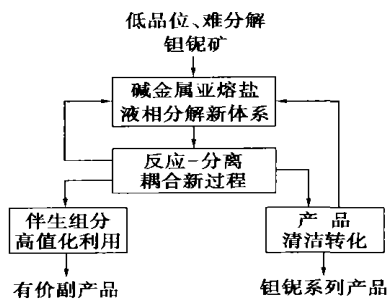 低品位、难分解
钽铌矿
碱金属亚熔盐
液相分解新体系
反应-分离
耦合新过程
伴生组分
高值化利用
产品
清洁转化
有价副产品
钽铌系列产品